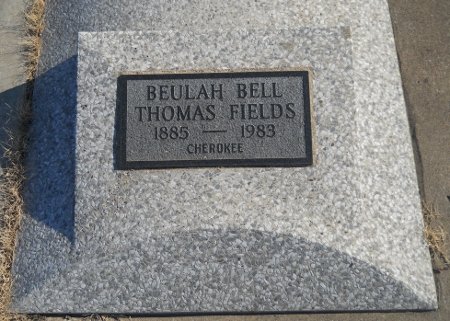 BEULAH BELL
THOMAS FIELDS
1885 — 1983
CHEROKEE